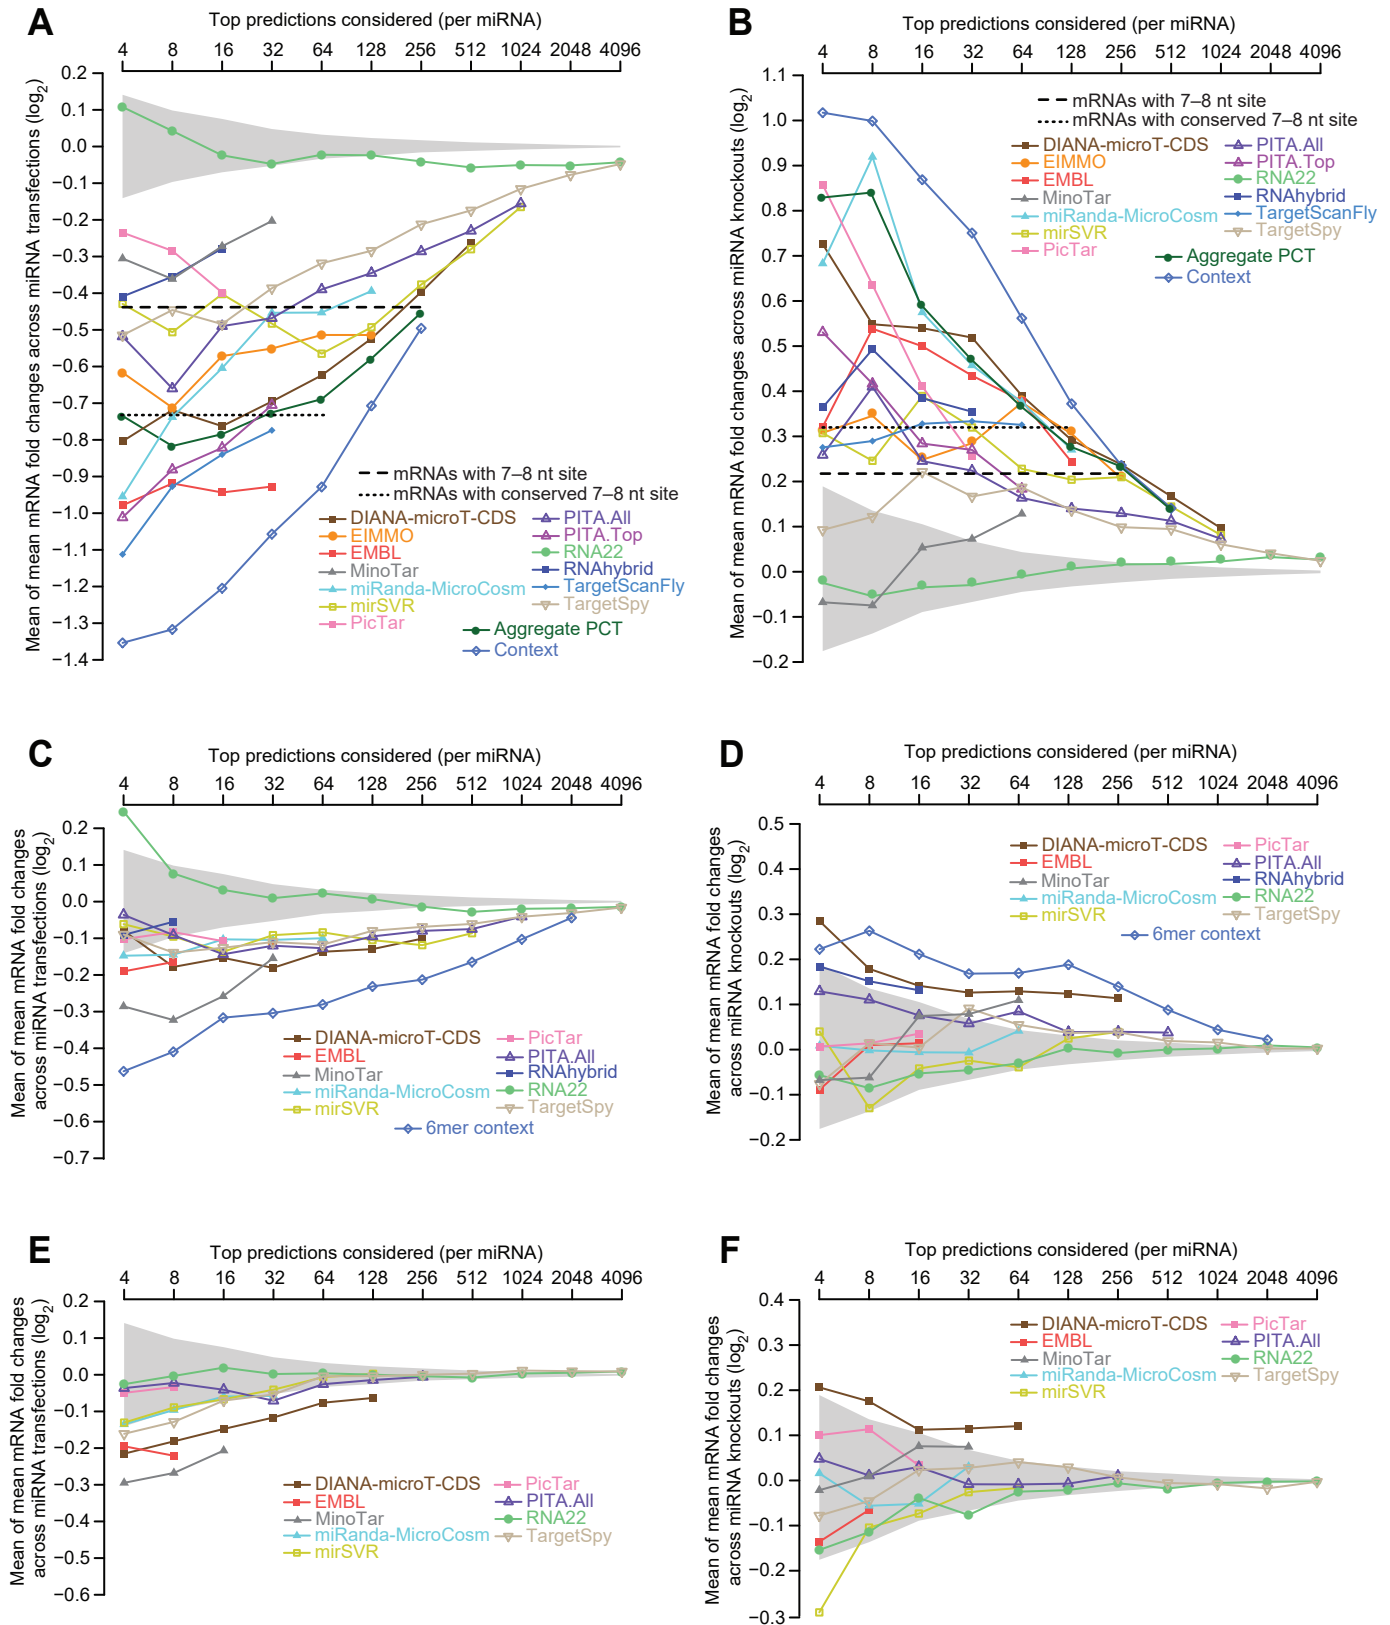 A
Top predictions considered (per miRNA)
4 8 16 32 64 128 256 512 1024 2048 4096
Mean of mean mRNA fold changes across miRNA transfections (log2)
0.2
0.1
0.0
−0.1
−0.2
−0.3
−0.4
−0.5
−0.6
−0.7
−0.8
−0.9
−1.0
−1.1
−1.2
−1.3
−1.4
mRNAs with 7–8 nt site
mRNAs with conserved 7–8 nt site
DIANA-microT-CDS
EIMMO
EMBL
MinoTar
miRanda-MicroCosm
mirSVR
PicTar
PITA.All
PITA.Top
RNA22
RNAhybrid
TargetScanFly
TargetSpy
Aggregate PCT
Context
B
Top predictions considered (per miRNA)
4 8 16 32 64 128 256 512 1024 2048 4096
Mean of mean mRNA fold changes across miRNA knockouts (log2)
1.1
1.0
0.9
0.8
0.7
0.6
0.5
0.4
0.3
0.2
0.1
0.0
−0.1
−0.2
mRNAs with 7–8 nt site
mRNAs with conserved 7–8 nt site
DIANA-microT-CDS
EIMMO
EMBL
MinoTar
miRanda-MicroCosm
mirSVR
PicTar
PITA.All
PITA.Top
RNA22
RNAhybrid
TargetScanFly
TargetSpy
Aggregate PCT
Context
C
Top predictions considered (per miRNA)
4 8 16 32 64 128 256 512 1024 2048 4096
Mean of mean mRNA fold changes
across miRNA transfections (log2)
0.2
0.1
0.0
−0.1
−0.2
−0.3
−0.4
−0.5
−0.6
−0.7
DIANA-microT-CDS
EMBL
MinoTar
miRanda-MicroCosm
mirSVR
PicTar
PITA.All
RNAhybrid
RNA22
TargetSpy
6mer context
D
Top predictions considered (per miRNA)
4 8 16 32 64 128 256 512 1024 2048 4096
Mean of mean mRNA fold changes
across miRNA knockouts (log2)
0.5
0.4
0.3
0.2
0.1
0.0
−0.1
−0.2
DIANA-microT-CDS
EMBL
MinoTar
miRanda-MicroCosm
mirSVR
PicTar
PITA.All
RNAhybrid
RNA22
TargetSpy
6mer context
E
Top predictions considered (per miRNA)
4 8 16 32 64 128 256 512 1024 2048 4096
Mean of mean mRNA fold changes
across miRNA transfections (log2)
0.2
0.1
0.0
−0.1
−0.2
−0.3
−0.4
−0.5
−0.6
DIANA-microT-CDS
EMBL
MinoTar
miRanda-MicroCosm
mirSVR
PicTar
PITA.All
RNA22
TargetSpy
F
Top predictions considered (per miRNA)
4 8 16 32 64 128 256 512 1024 2048 4096
Mean of mean mRNA fold changes
across miRNA knockouts (log2)
0.4
0.3
0.2
0.1
0.0
−0.1
−0.2
−0.3
DIANA-microT-CDS
EMBL
MinoTar
miRanda-MicroCosm
mirSVR
PicTar
PITA.All
RNA22
TargetSpy